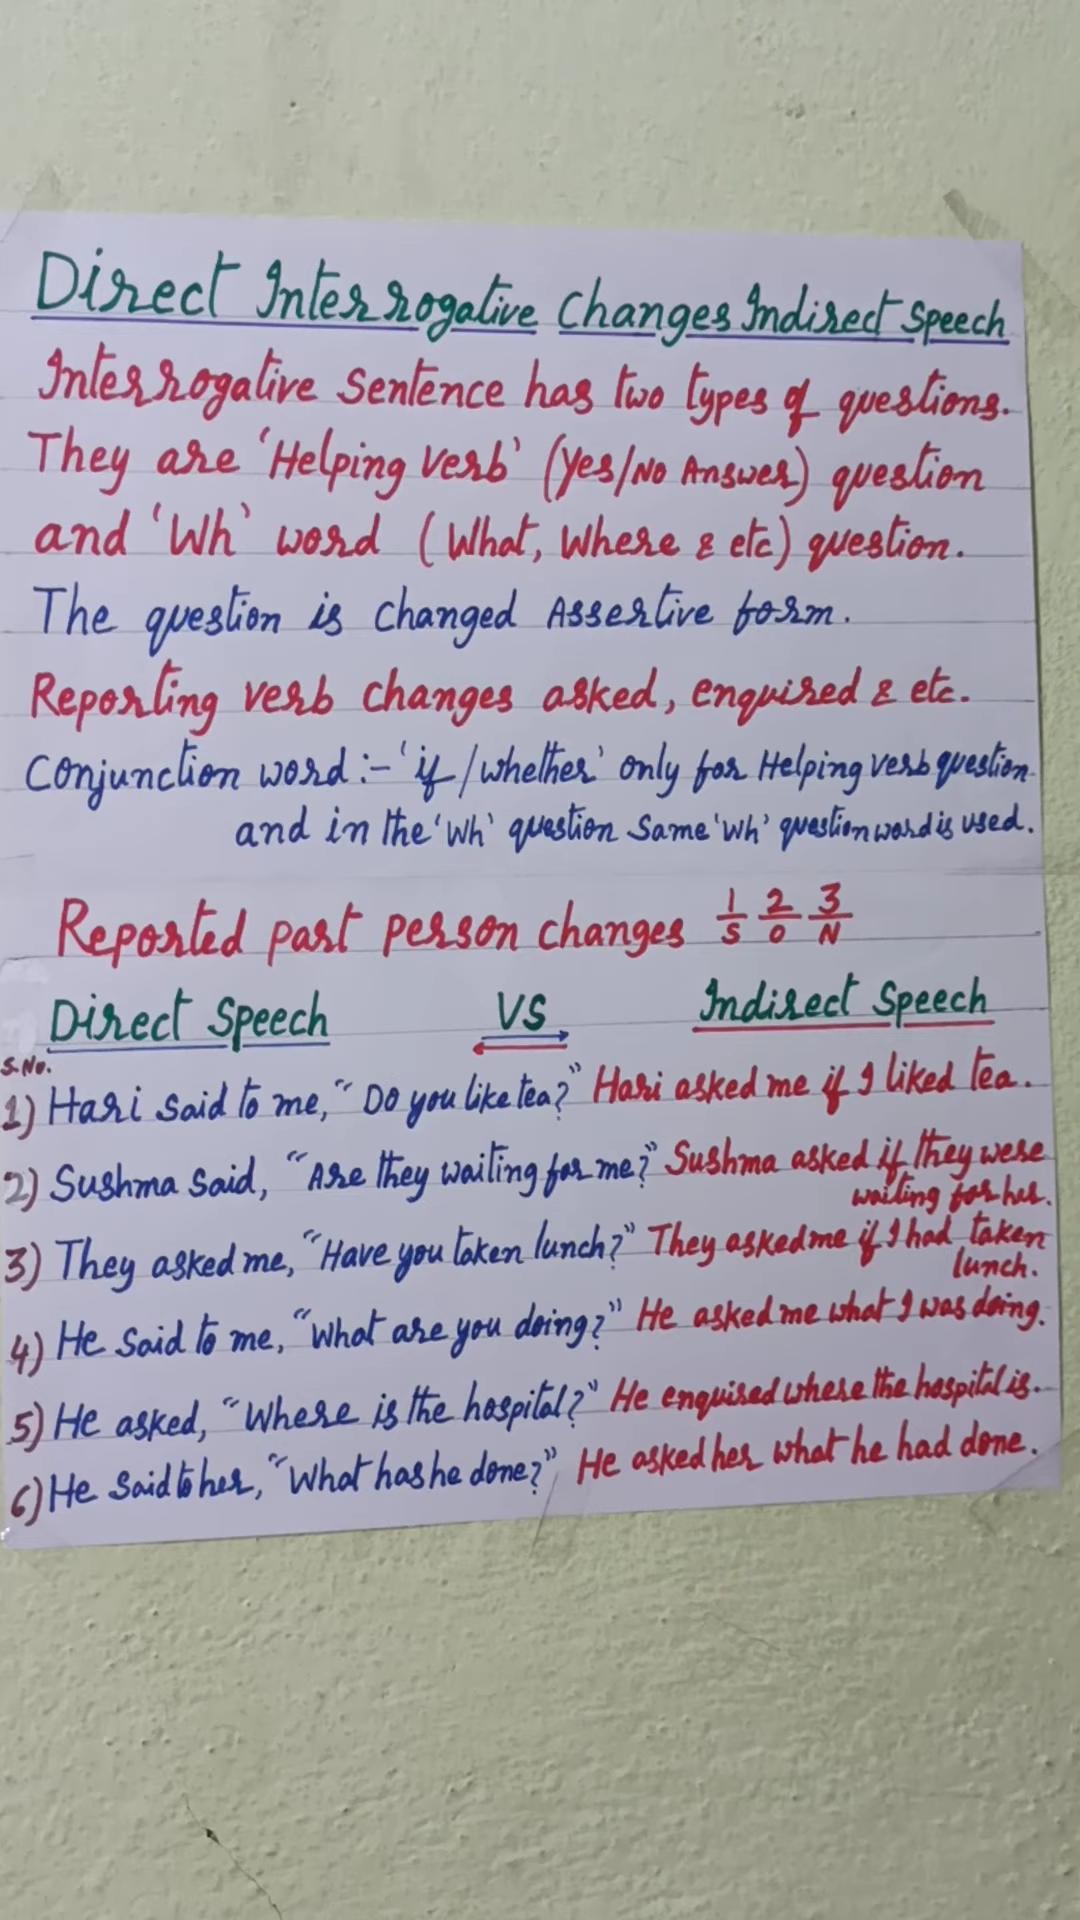 Direct Interrogative Changes Indirect Speech
Interrogative Sentence has two types of questions.
They are 'Helping verb' (Yes/No Answer) question
and 'Wh' word (What, Where & etc) question.
The question is changed Assertive form.
Reporting verb changes asked, enquired & etc.
Conjunction word :- 'if/whether' only for Helping verb question
and in the 'Wh' question same 'Wh' question word is used.
Reported part person changes 1/S 2/O 3/N
Direct Speech VS Indirect Speech
S.No.
1) Hari said to me, "Do you like tea?" Hari asked me if I liked tea.
2) Sushma said, "Are they waiting for me?" Sushma asked if they were
waiting for her.
3) They asked me, "Have you taken lunch?" They asked me if I had taken
lunch.
4) He said to me, "What are you doing?" He asked me what I was doing.
5) He asked, "Where is the hospital?" He enquired where the hospital is.
6) He said to her, "What has he done?" He asked her what he had done.